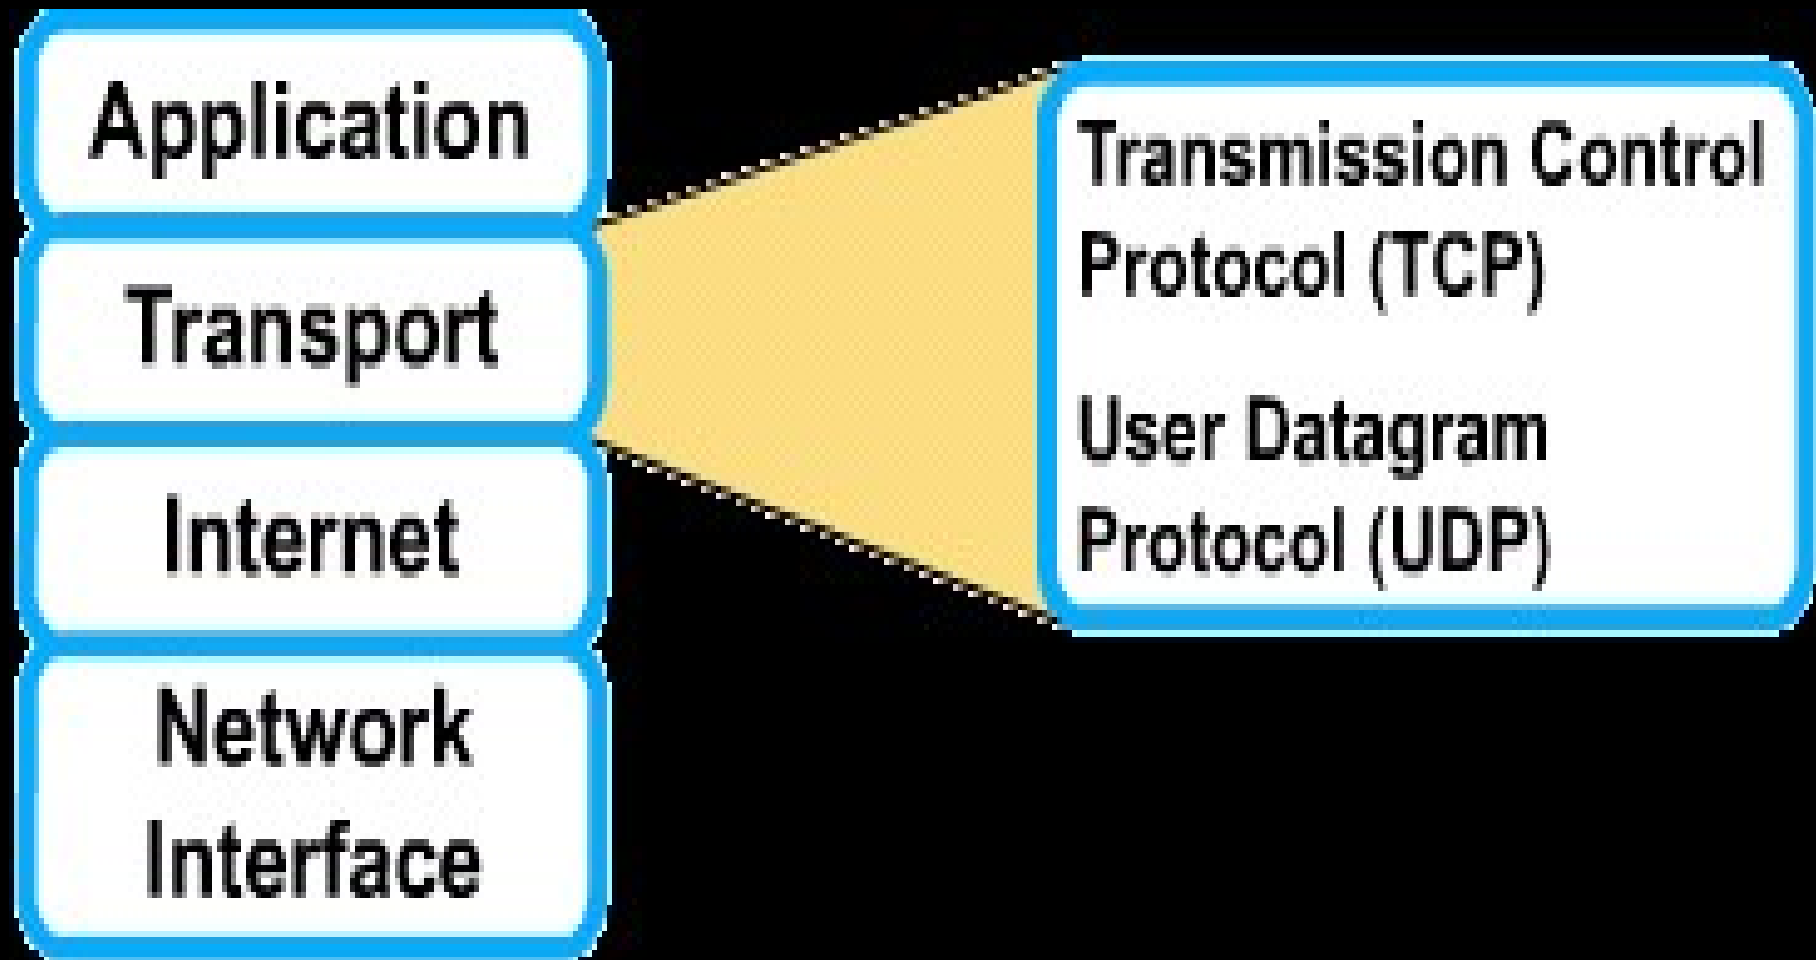 Application
Transport
Internet
Network
Interface
Transmission Control
Protocol (TCP)
User Datagram
Protocol (UDP)